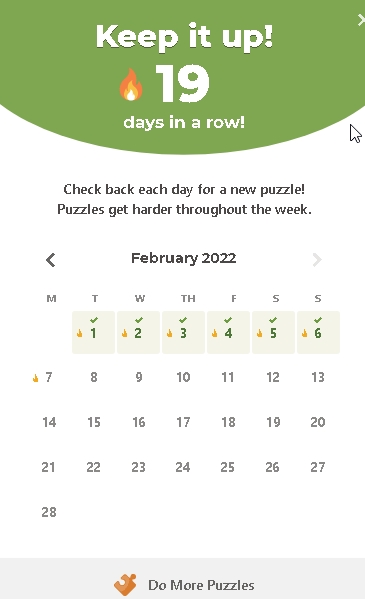 Keep it up!
19
days in a row!
Check back each day for a new puzzle!
Puzzles get harder throughout the week.
February 2022
M T W TH F S S
1 2 3 4 5 6
7 8 9 10 11 12 13
14 15 16 17 18 19 20
21 22 23 24 25 26 27
28
Do More Puzzles